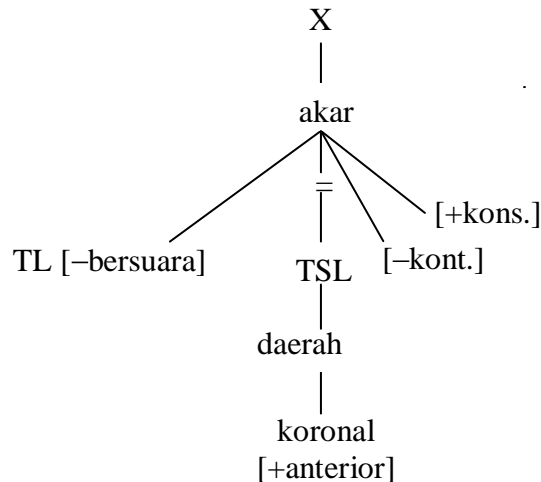 X
akar
=
[+kons.]
TL [−bersuara]
TSL
[−kont.]
daerah
koronal
[+anterior]